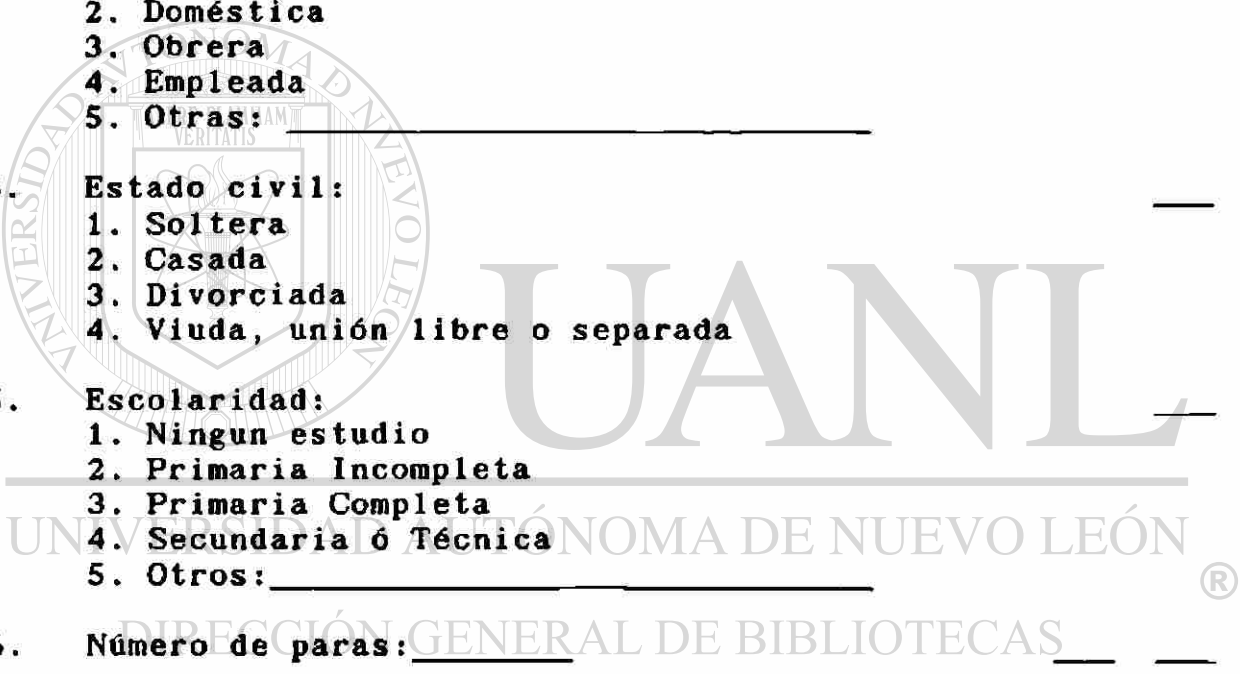 2. Doméstica
3. Obrera
4. Empleada
5. Otras:
Estado civil:
1. Soltera
2. Casada
3. Divorciada
4. Viuda, unión libre o separada
Escolaridad:
1. Ningun estudio
2. Primaria Incompleta
3. Primaria Completa
4. Secundaria ó Técnica
5. Otros:
Número de paras:
UANL
UNIVERSIDAD AUTÓNOMA DE NUEVO LEÓN
®
DIRECCIÓN GENERAL DE BIBLIOTECAS
VERITATIS